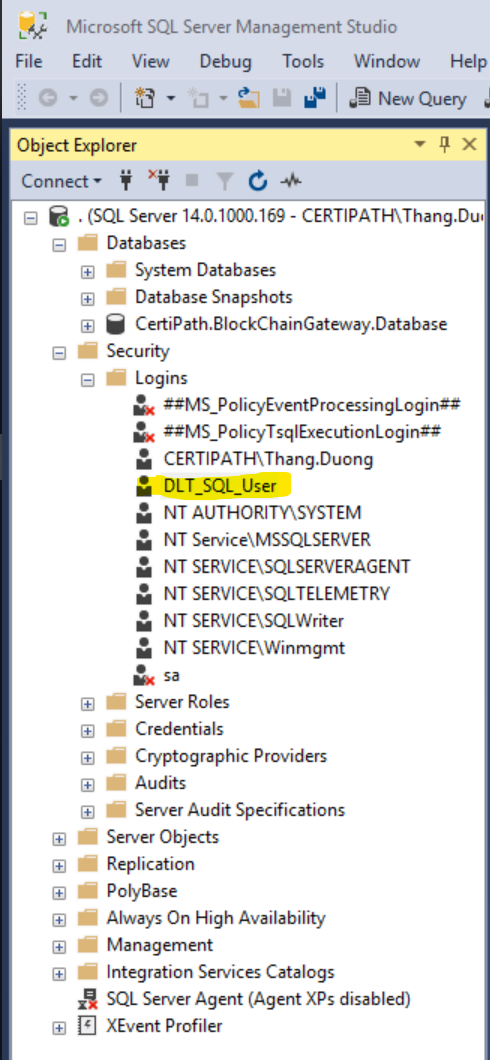 Microsoft SQL Server Management Studio
File Edit View Debug Tools Window Help
New Query
Object Explorer
Connect
. (SQL Server 14.0.1000.169 - CERTIPATH\Thang.Du
Databases
System Databases
Database Snapshots
CertiPath.BlockChainGateway.Database
Security
Logins
##MS_PolicyEventProcessingLogin##
##MS_PolicyTsqlExecutionLogin##
CERTIPATH\Thang.Duong
DLT_SQL_User
NT AUTHORITY\SYSTEM
NT Service\MSSQLSERVER
NT SERVICE\SQLSERVERAGENT
NT SERVICE\SQLTELEMETRY
NT SERVICE\SQLWriter
NT SERVICE\Winmgmt
sa
Server Roles
Credentials
Cryptographic Providers
Audits
Server Audit Specifications
Server Objects
Replication
PolyBase
Always On High Availability
Management
Integration Services Catalogs
SQL Server Agent (Agent XPs disabled)
XEvent Profiler